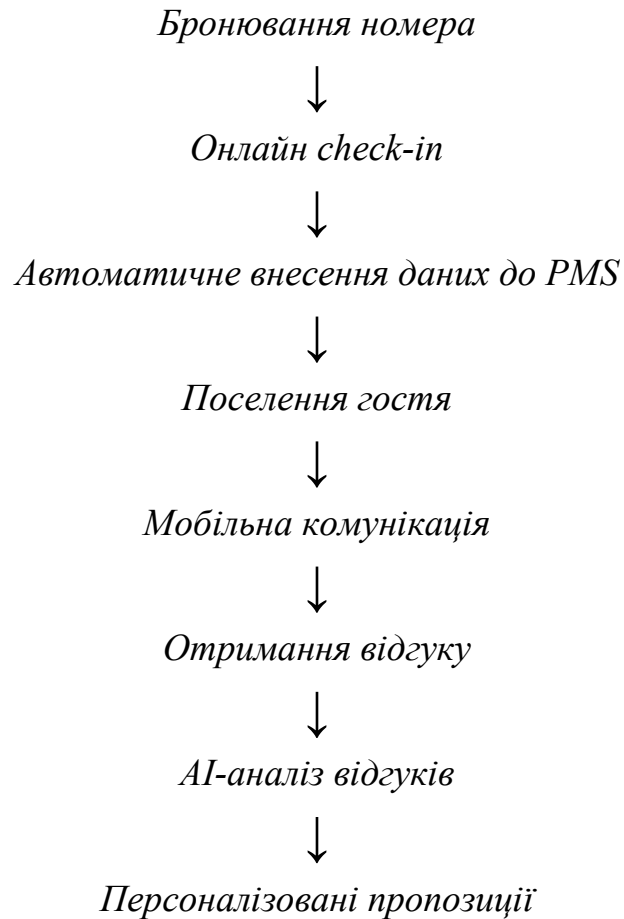 Бронювання номера
↓
Онлайн check-in
↓
Автоматичне внесення даних до PMS
↓
Поселення гостя
↓
Мобільна комунікація
↓
Отримання відгуку
↓
AI-аналіз відгуків
↓
Персоналізовані пропозиції